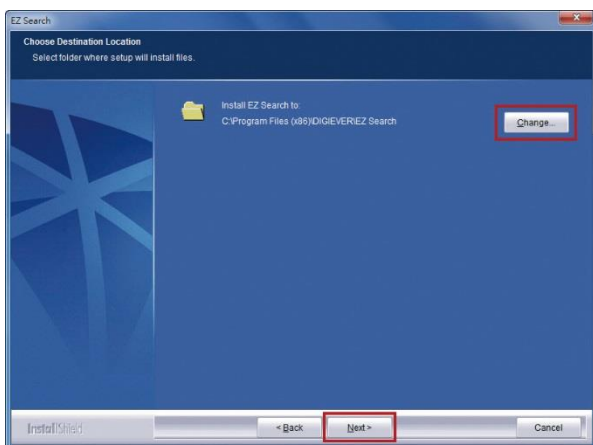 EZ Search
Choose Destination Location
Select folder where setup will install files.
Install EZ Search to:
C:\Program Files (x86)\DIGIEVER\EZ Search
Change...
InstallShield
< Back
Next >
Cancel